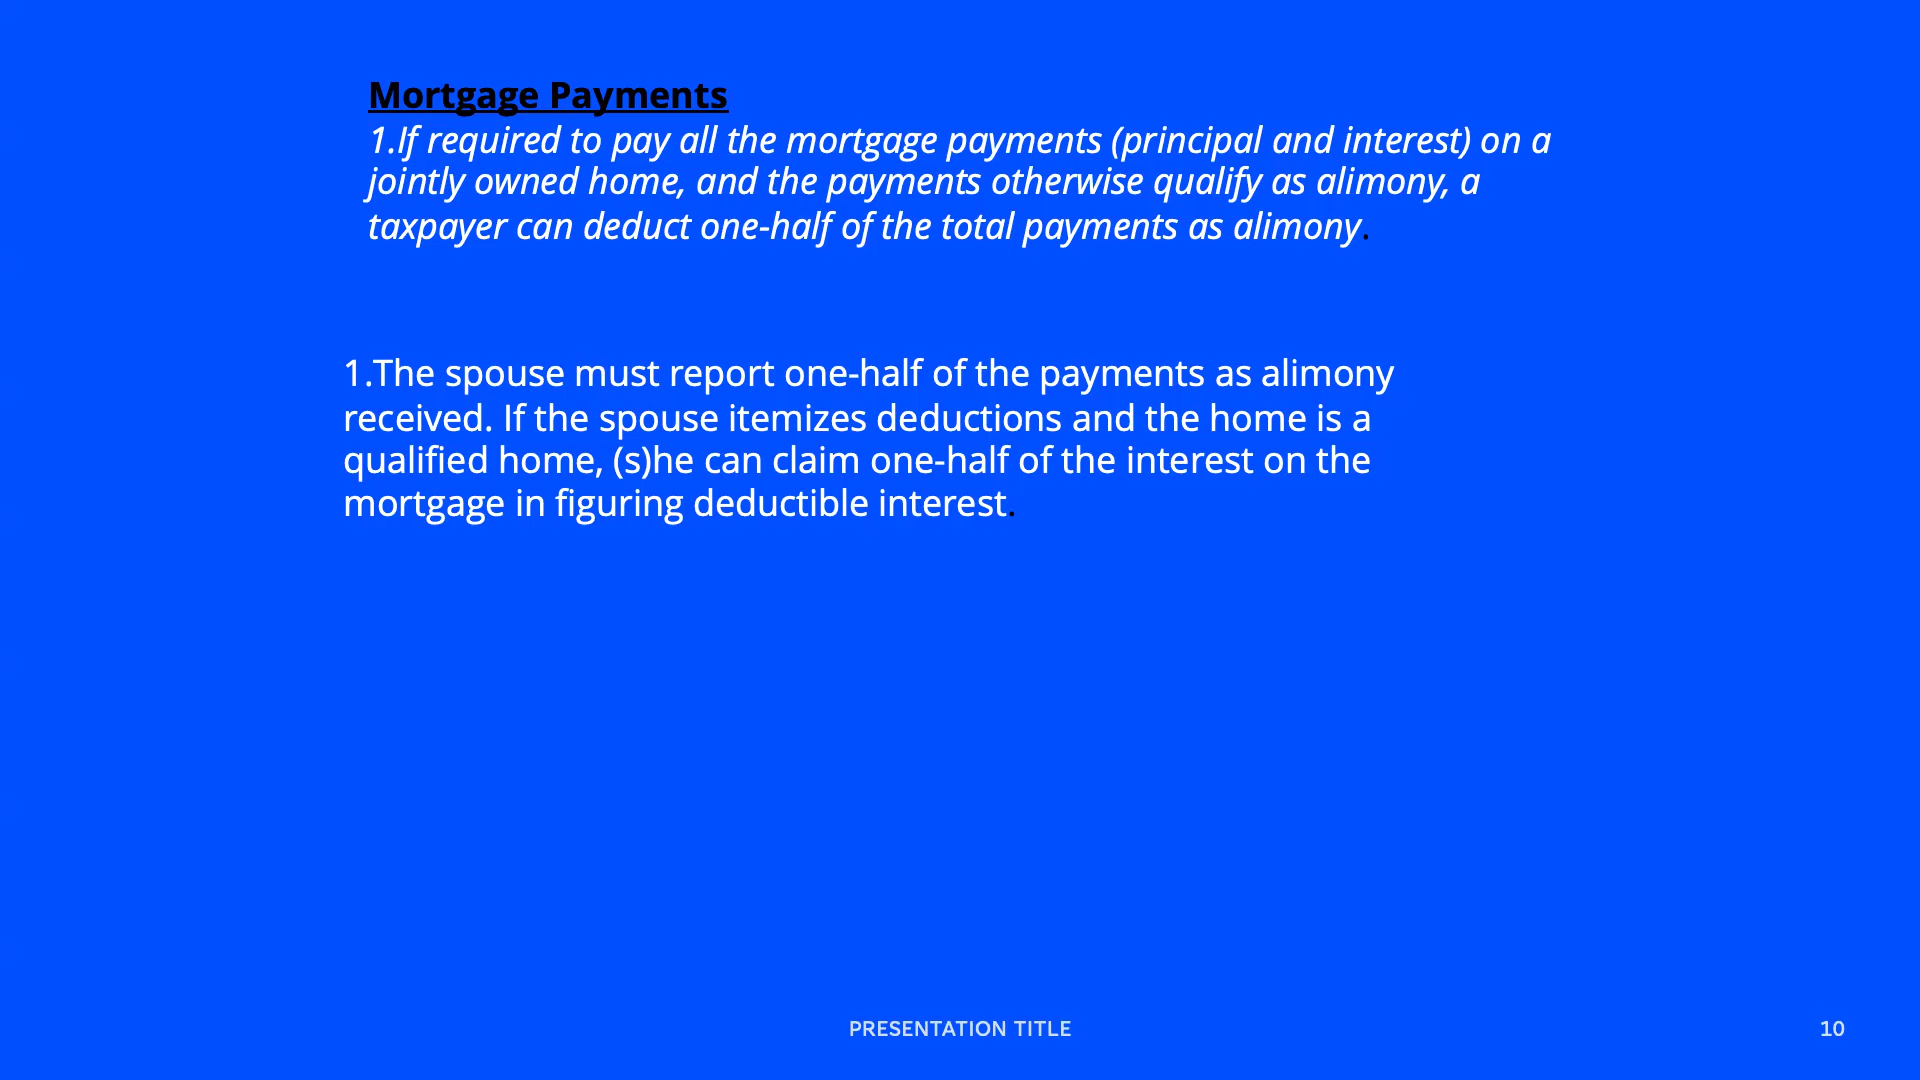 Mortgage Payments
1.If required to pay all the mortgage payments (principal and interest) on a
jointly owned home, and the payments otherwise qualify as alimony, a
taxpayer can deduct one-half of the total payments as alimony.
1.The spouse must report one-half of the payments as alimony
received. If the spouse itemizes deductions and the home is a
qualified home, (s)he can claim one-half of the interest on the
mortgage in figuring deductible interest.
PRESENTATION TITLE
10